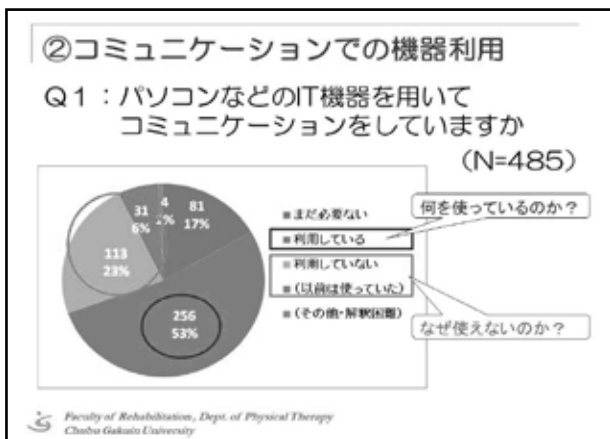 ②コミュニケーションでの機器利用
Q1：パソコンなどのIT機器を用いて
コミュニケーションをしていますか
(N=485)
4
31
6%
81
17%
113
23%
256
53%
■まだ必要ない
■利用している
■利用していない
■(以前は使っていた)
■(その他・解釈困難)
何を使っているのか？
なぜ使えないのか？
Faculty of Rehabilitation, Dept. of Physical Therapy
Chubu Gakuin University